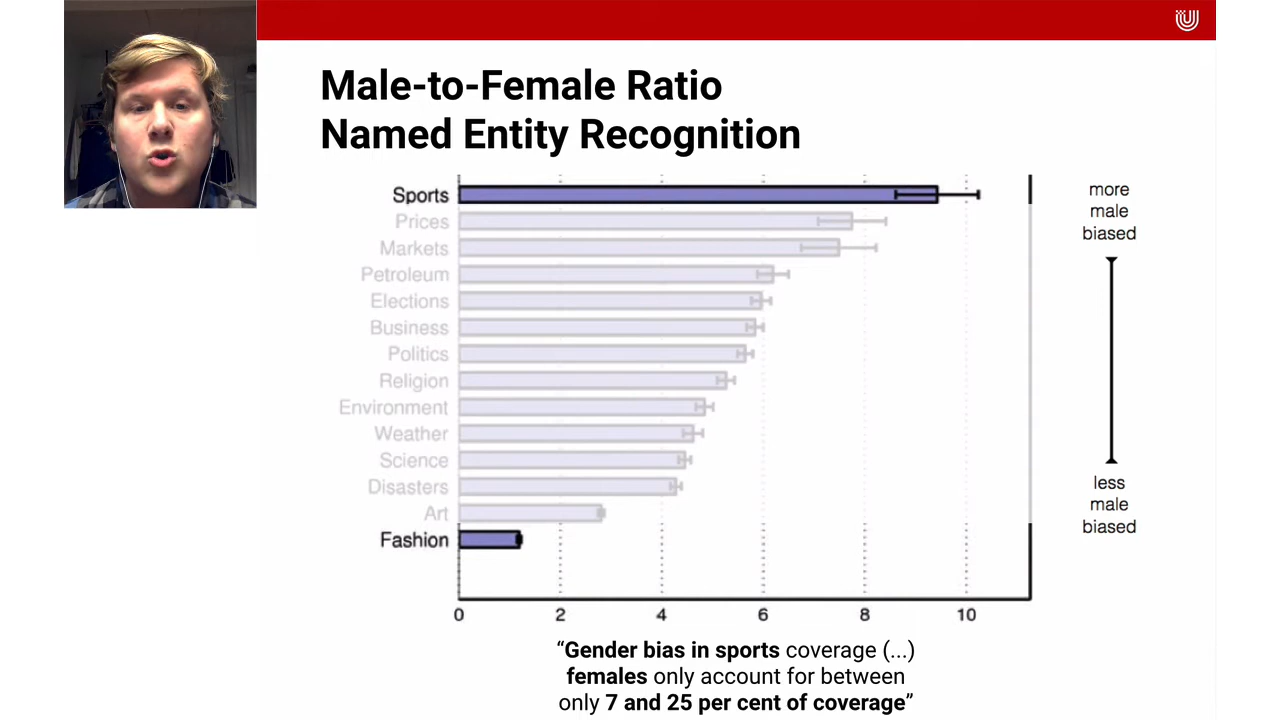 Male-to-Female Ratio
Named Entity Recognition
Sports
Prices
Markets
Petroleum
Elections
Business
Politics
Religion
Environment
Weather
Science
Disasters
Art
Fashion
0 2 4 6 8 10
more
male
biased
less
male
biased
“Gender bias in sports coverage (...)
females only account for between
only 7 and 25 per cent of coverage”